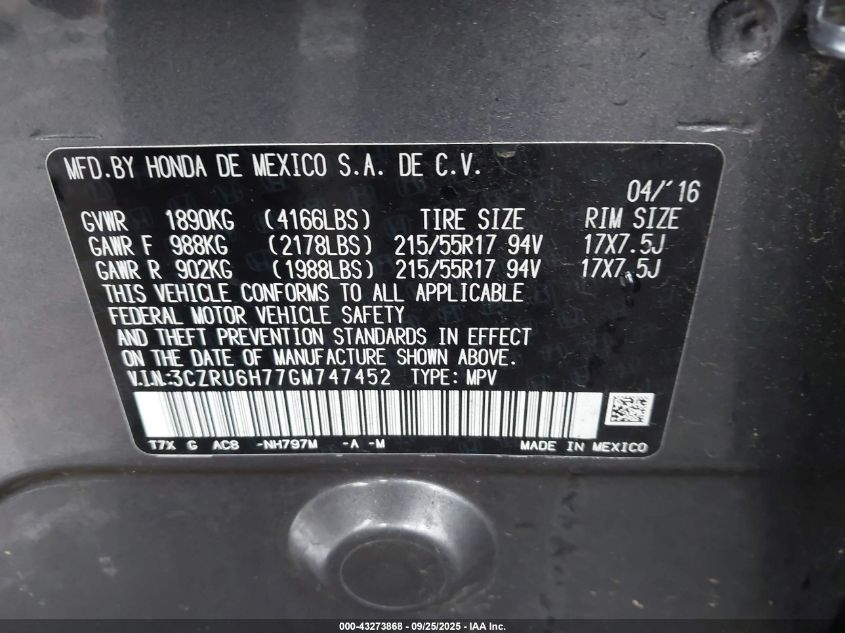 MFD.BY HONDA DE MEXICO S.A. DE C.V.
04/'16
GVWR 1890KG (4166LBS) TIRE SIZE RIM SIZE
GAWR F 988KG (2178LBS) 215/55R17 94V 17X7.5J
GAWR R 902KG (1988LBS) 215/55R17 94V 17X7.5J
THIS VEHICLE CONFORMS TO ALL APPLICABLE
FEDERAL MOTOR VEHICLE SAFETY
AND THEFT PREVENTION STANDARDS IN EFFECT
ON THE DATE OF MANUFACTURE SHOWN ABOVE.
V.I.N.:3CZRU6H77GM747452 TYPE: MPV
T7X G AC8 -NH797M -A -M MADE IN MEXICO
000-43273868 - 09/25/2025 - IAA Inc.